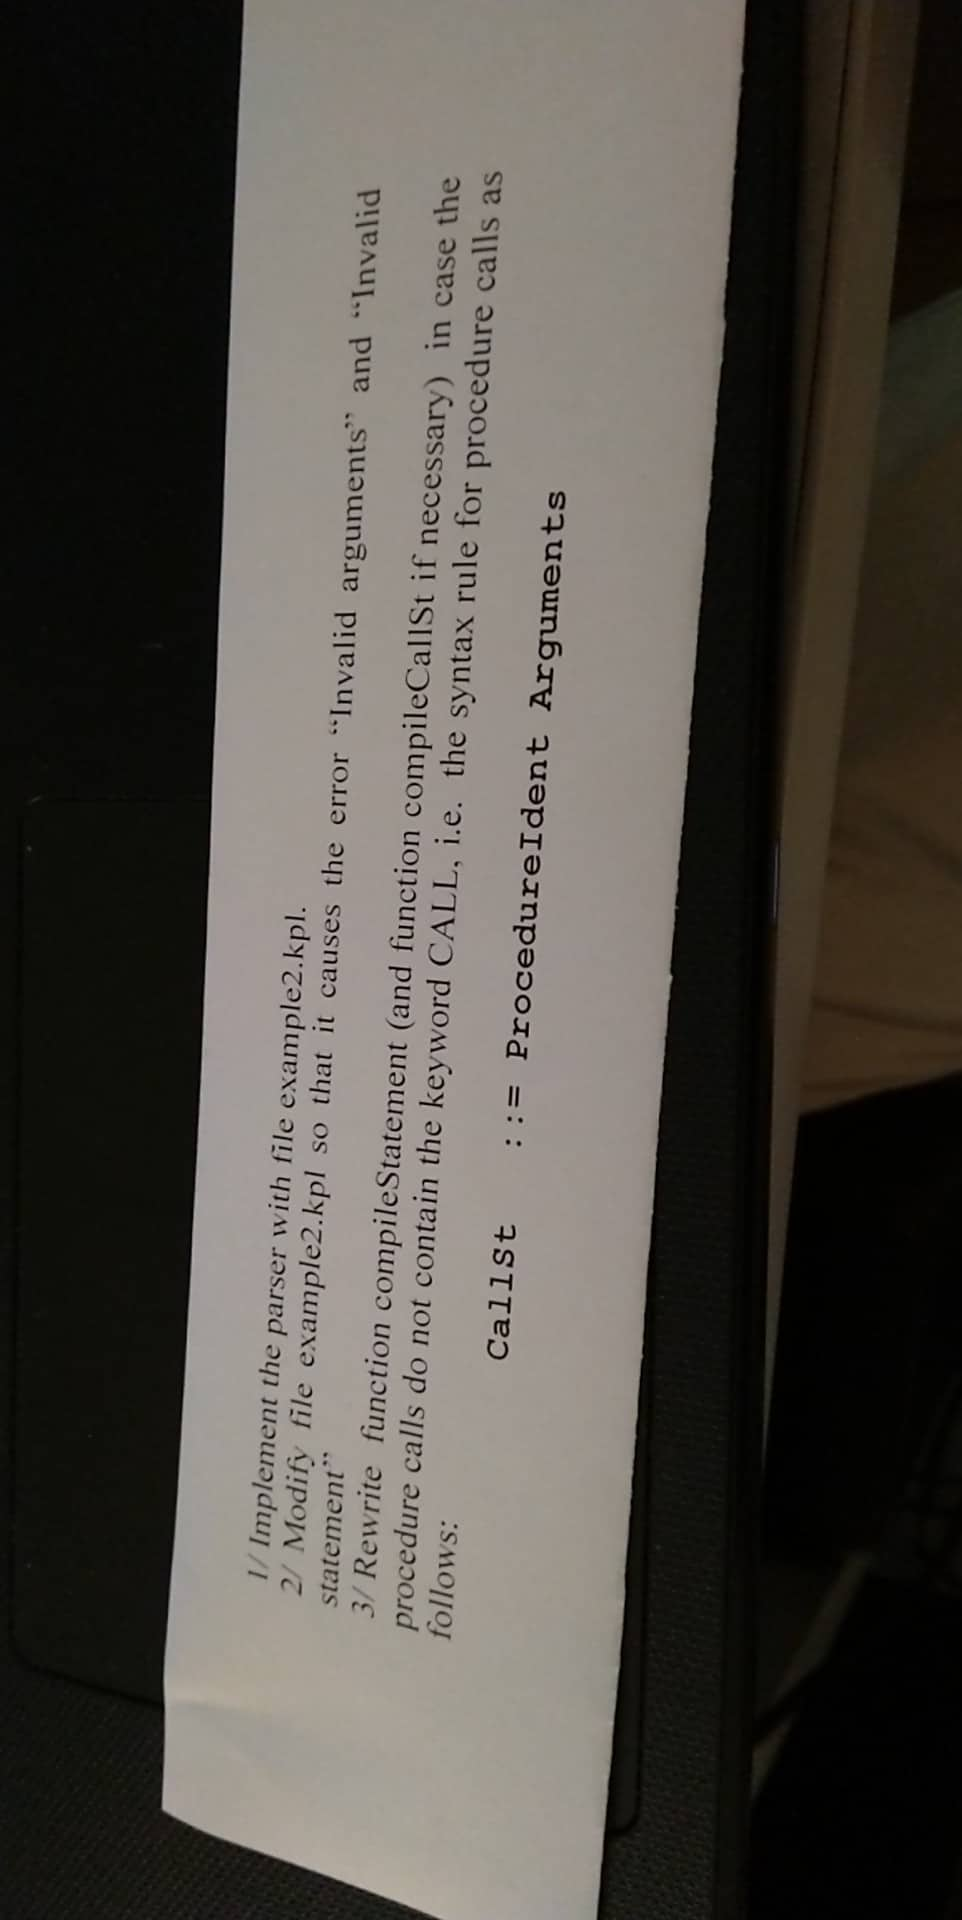 1/ Implement the parser with file example2.kpl.
2/ Modify file example2.kpl so that it causes the error “Invalid arguments” and “Invalid
statement”
3/ Rewrite function compileStatement (and function compileCallSt if necessary) in case the
procedure calls do not contain the keyword CALL, i.e. the syntax rule for procedure calls as
follows:
CallSt ::= ProcedureIdent Arguments